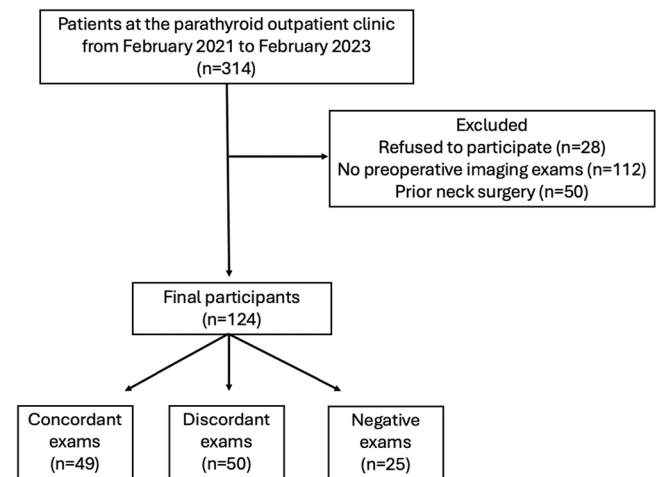 Patients at the parathyroid outpatient clinic
from February 2021 to February 2023
(n=314)
Excluded
Refused to participate (n=28)
No preoperative imaging exams (n=112)
Prior neck surgery (n=50)
Final participants
(n=124)
Concordant
exams
(n=49)
Discordant
exams
(n=50)
Negative
exams
(n=25)